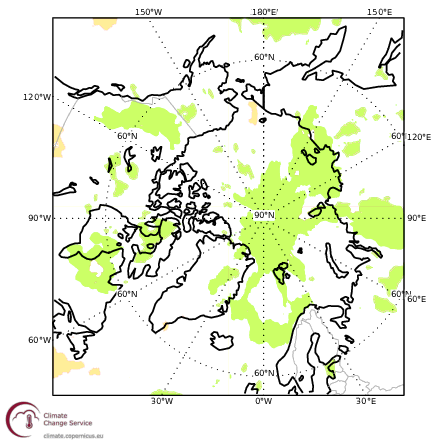 150°W 180°E 150°E
60°N
120°W
60°N
60° 120°E
90°W 90°N 90°E
60°N
60°N 60°E
60°W
60°N
30°W 0°W 30°E
Climate
Change Service
climate.copernicus.eu